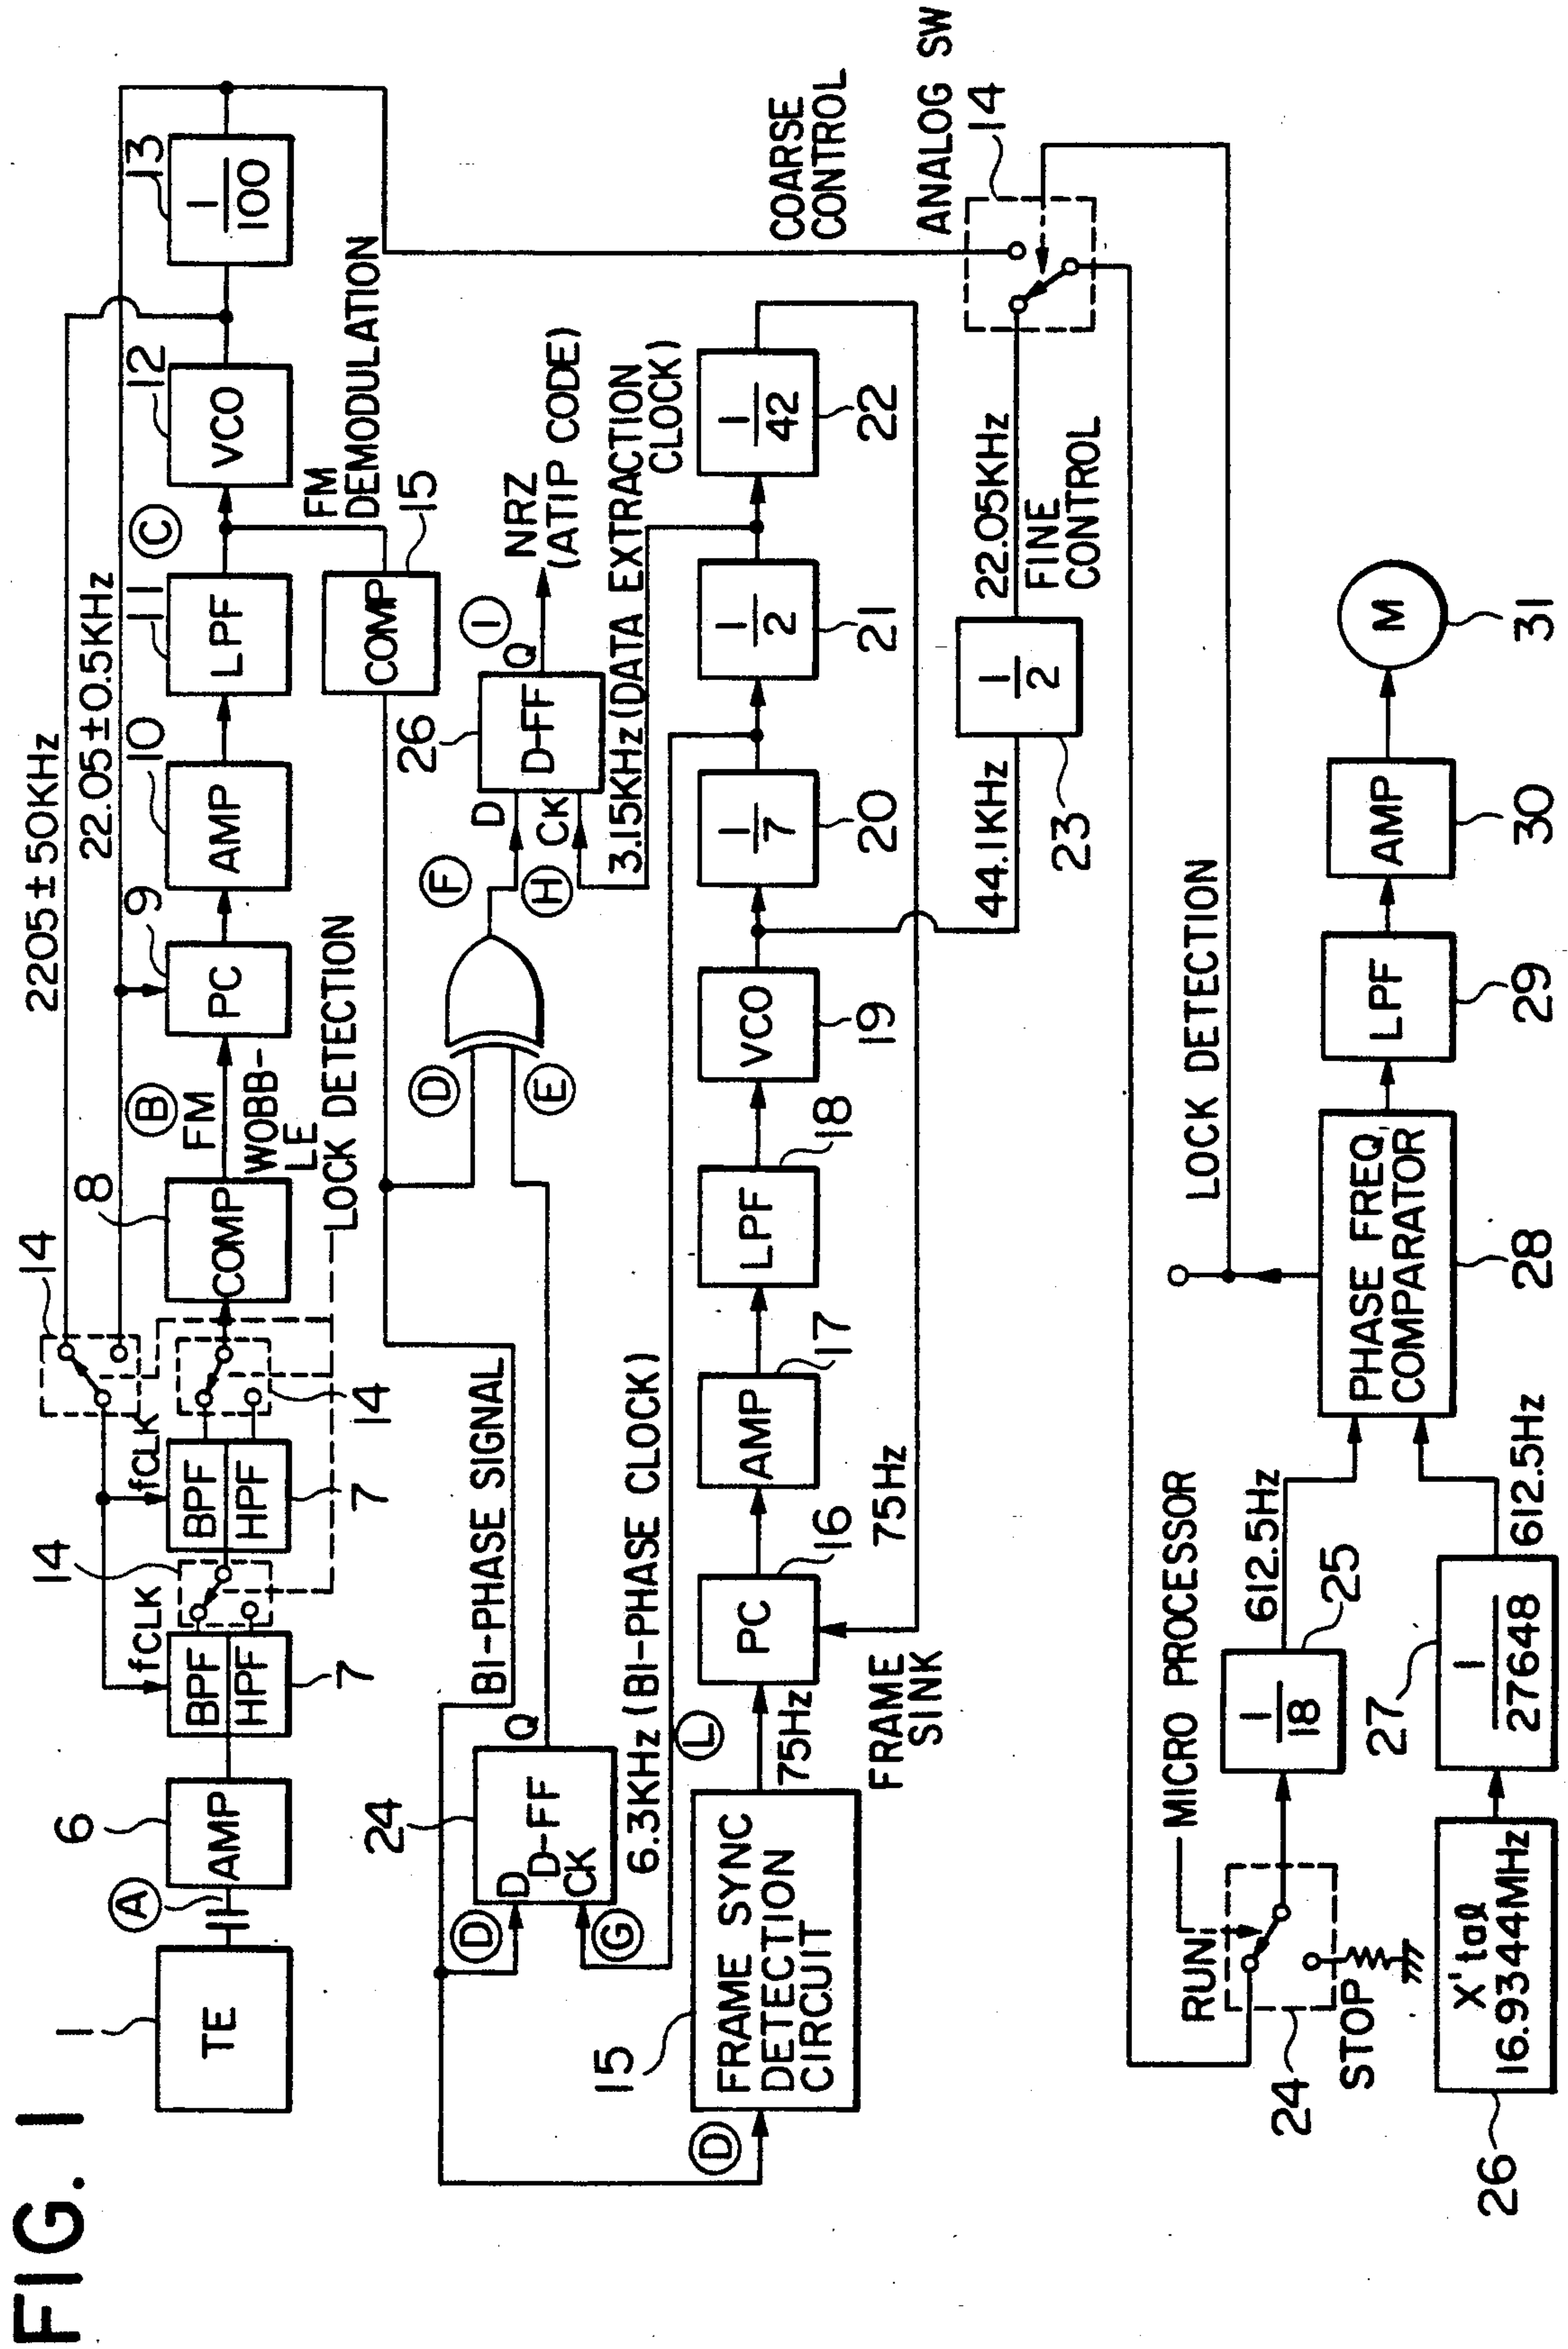 FIG. 1
1
TE
A
6
AMP
BPF
HPF
7
fCLK
14
BPF
HPF
7
fCLK
14
14
8
COMP
B
FM
WOBB-
LE
LOCK DETECTION
9
PC
10
AMP
11
LPF
C
12
VCO
13
1
100
2205±50KHz
22.05±0.5KHz
FM
DEMODULATION
COMP
15
BI-PHASE SIGNAL
24
D
D
D-FF
CK
Q
G
D
E
F
H
26
D
CK
D-FF
Q
I
NRZ
(ATIP CODE)
3.15KHz (DATA EXTRACTION
CLOCK)
6.3KHz (BI-PHASE CLOCK)
D
15
FRAME SYNC
DETECTION
CIRCUIT
L
75Hz
FRAME
SINK
PC
16
75Hz
AMP
17
LPF
18
VCO
19
1
7
20
1
2
21
1
42
22
44.1KHz
1
2
23
22.05KHz
FINE
CONTROL
COARSE
CONTROL
ANALOG SW
14
MICRO PROCESSOR
RUN
STOP
24
1
18
25
612.5Hz
26
X'tal
16.9344MHz
27
1
27648
612.5Hz
PHASE FREQ,
COMPARATOR
28
LOCK DETECTION
LPF
29
AMP
30
M
31